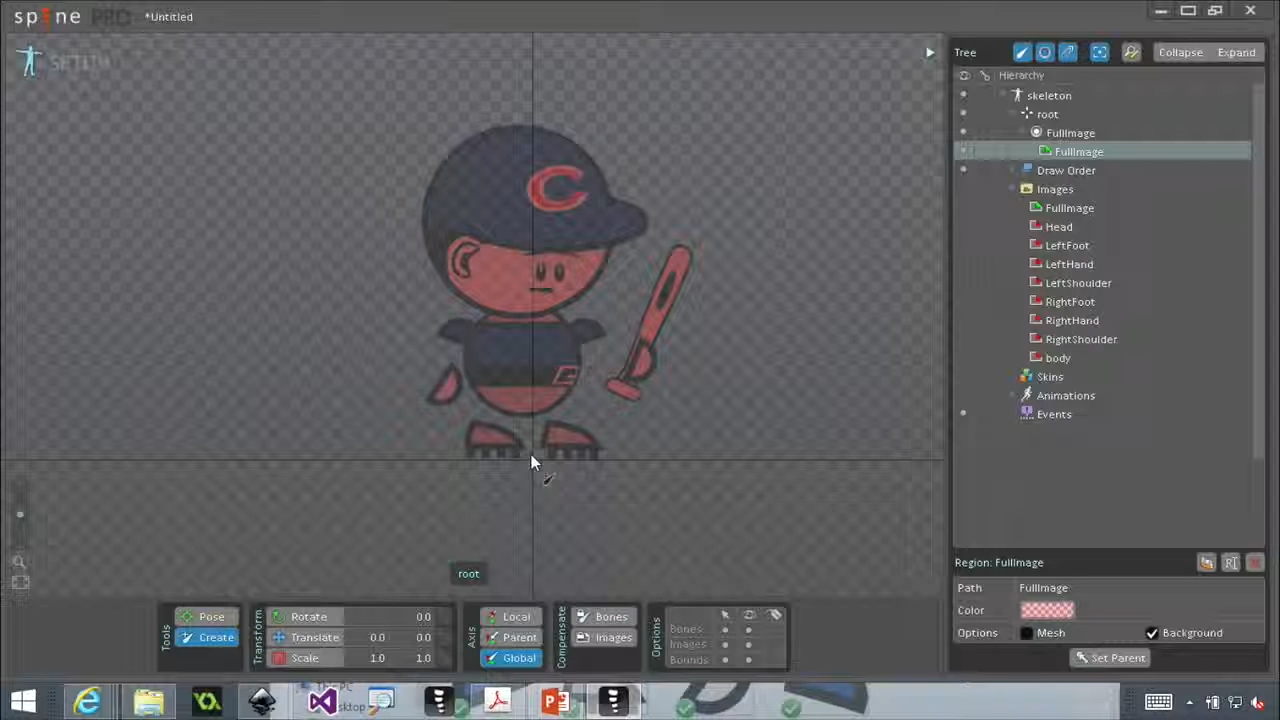 spine PRO *Untitled
SETUP
C
root
Tools
Pose
Create
Transform
Rotate 0.0
Translate 0.0 0.0
Scale 1.0 1.0
Axis
Local
Parent
Global
Compensate
Bones
Images
Options
Bones
Images
Bounds
Tree Collapse Expand
Hierarchy
skeleton
root
FullImage
FullImage
Draw Order
Images
FullImage
Head
LeftFoot
LeftHand
LeftShoulder
RightFoot
RightHand
RightShoulder
body
Skins
Animations
Events
Region: FullImage
Path FullImage
Color
Options Mesh Background
Set Parent